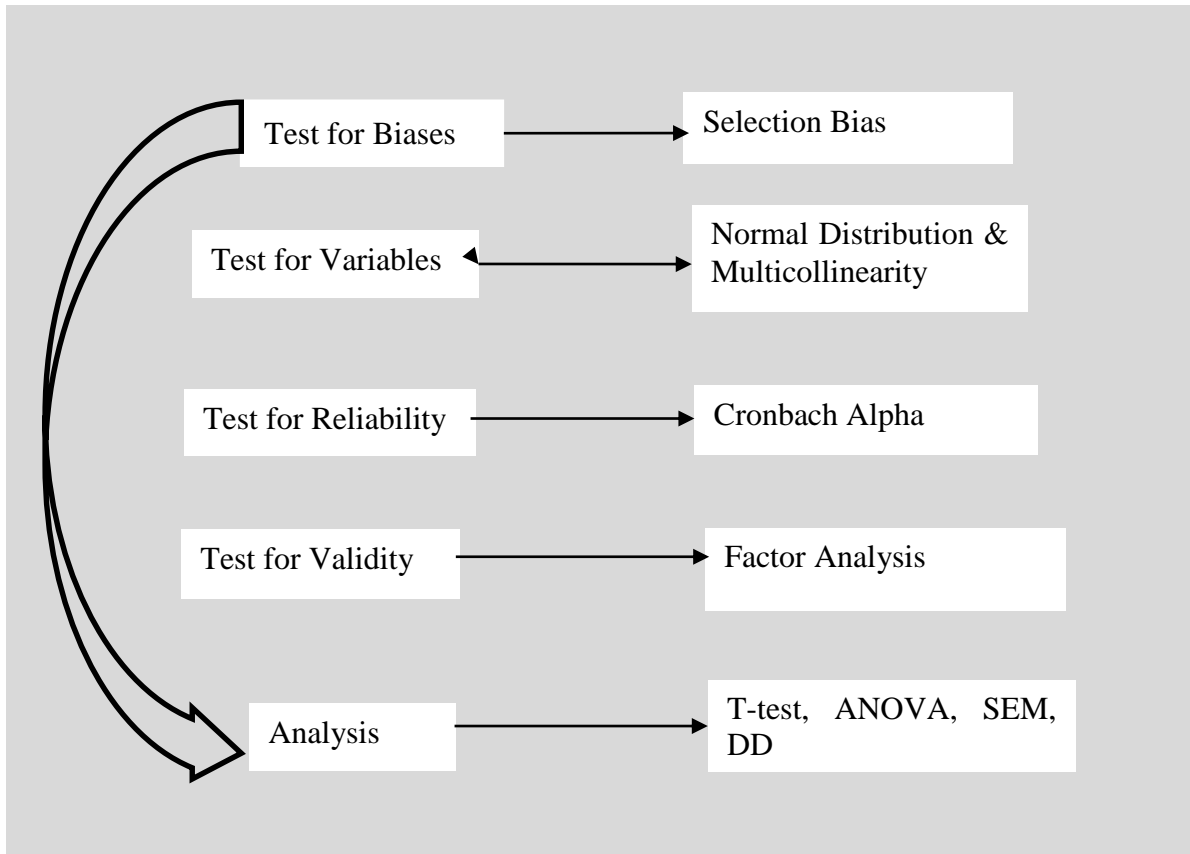 Test for Biases
Selection Bias
Test for Variables
Normal Distribution &
Multicollinearity
Test for Reliability
Cronbach Alpha
Test for Validity
Factor Analysis
Analysis
T-test, ANOVA, SEM,
DD